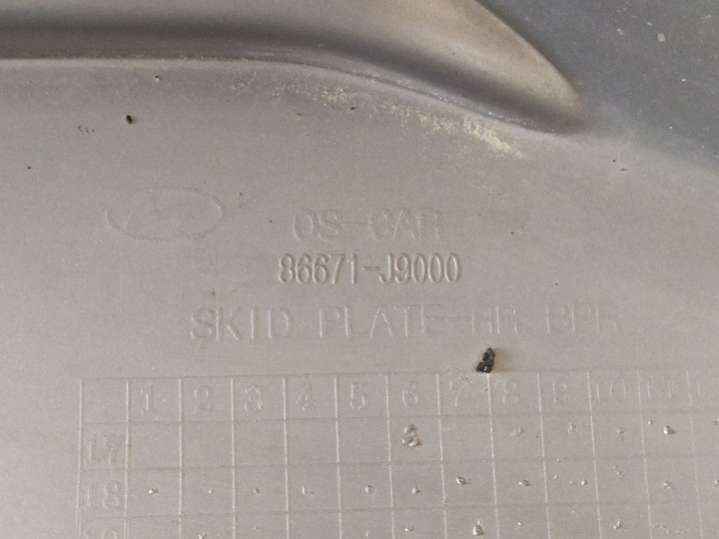 OS-CAR
86671-J9000
SKID PLATE-RR BPR
1 2 3 4 5 6 7 8 9 10 11
17
18